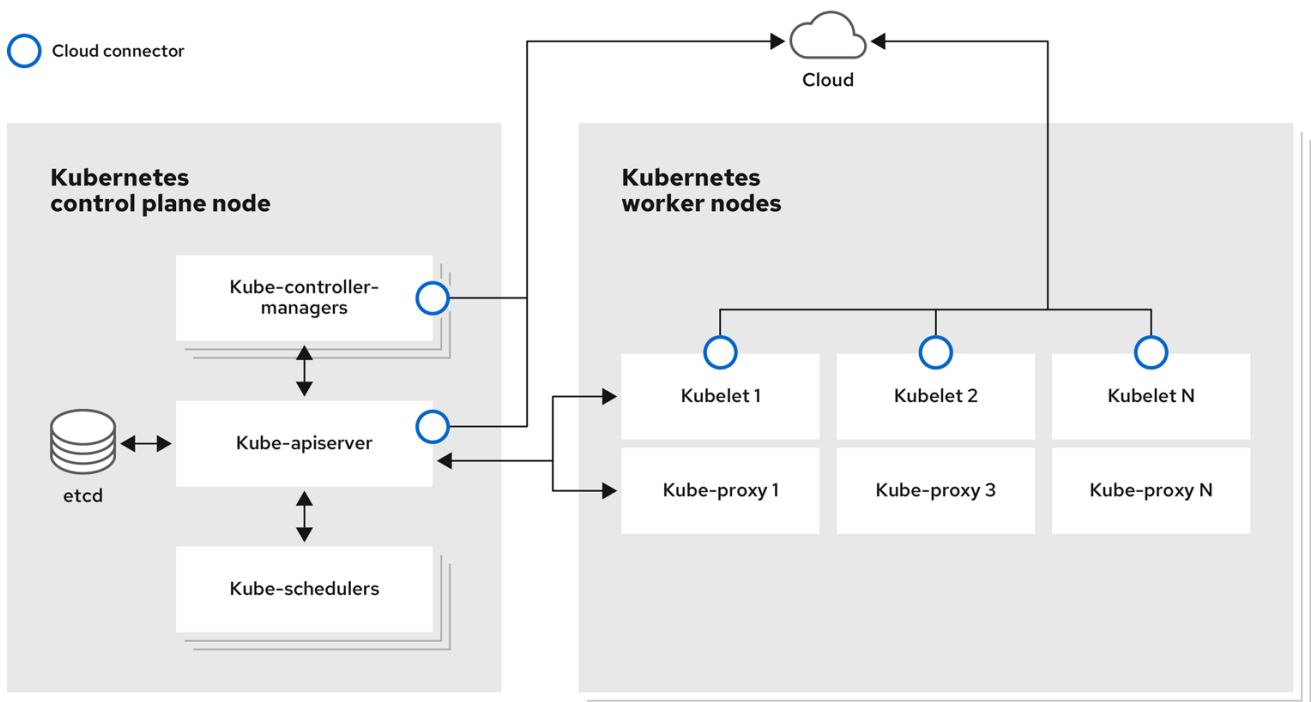 Cloud connector
Cloud
Kubernetes
control plane node
Kube-controller-
managers
Kube-apiserver
etcd
Kube-schedulers
Kubernetes
worker nodes
Kubelet 1
Kubelet 2
Kubelet N
Kube-proxy 1
Kube-proxy 3
Kube-proxy N